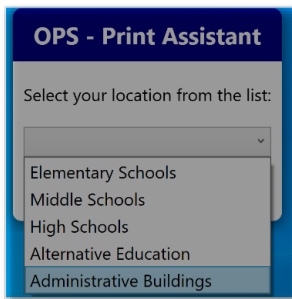 OPS - Print Assistant
Select your location from the list:
Elementary Schools
Middle Schools
High Schools
Alternative Education
Administrative Buildings